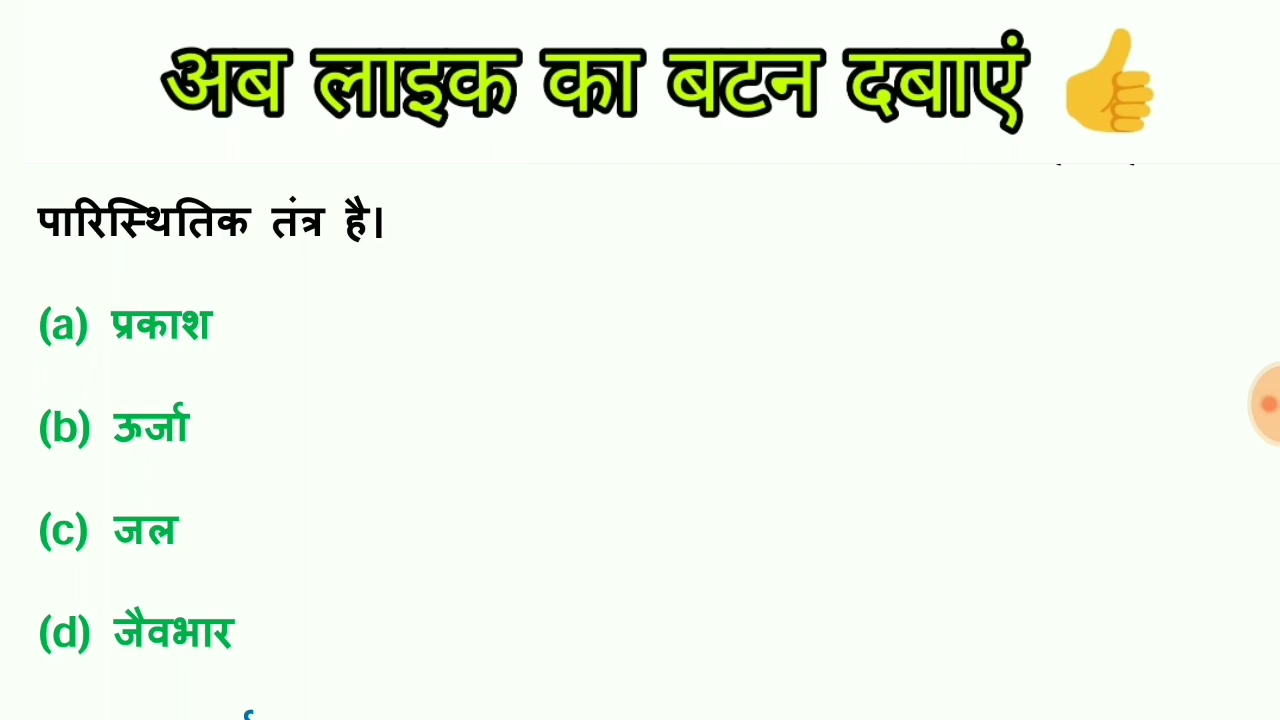 अब लाइक का बटन दबाएं 👍
पारिस्थितिक तंत्र है।
(a) प्रकाश
(b) ऊर्जा
(c) जल
(d) जैवभार